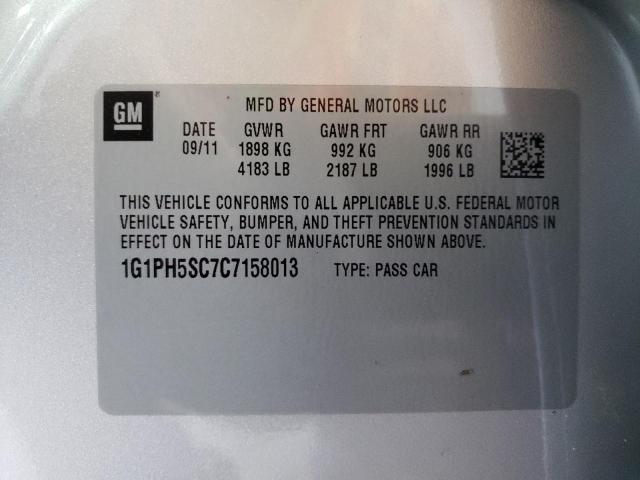 GM
MFD BY GENERAL MOTORS LLC
DATE GVWR GAWR FRT GAWR RR
09/11 1898 KG 992 KG 906 KG
4183 LB 2187 LB 1996 LB
THIS VEHICLE CONFORMS TO ALL APPLICABLE U.S. FEDERAL MOTOR
VEHICLE SAFETY, BUMPER, AND THEFT PREVENTION STANDARDS IN
EFFECT ON THE DATE OF MANUFACTURE SHOWN ABOVE.
1G1PH5SC7C7158013 TYPE: PASS CAR